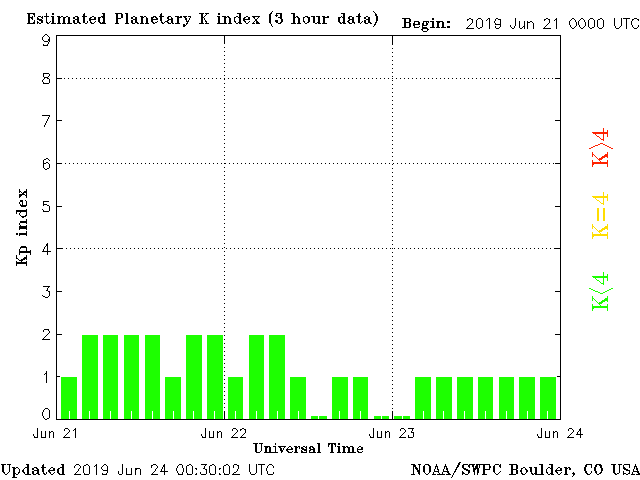 Estimated Planetary K index (3 hour data)
Begin: 2019 Jun 21 0000 UTC
9
8
7
6
5
4
3
2
1
0
Kp index
K>4
K=4
K<4
Jun 21
Jun 22
Jun 23
Jun 24
Universal Time
Updated 2019 Jun 24 00:30:02 UTC
NOAA/SWPC Boulder, CO USA